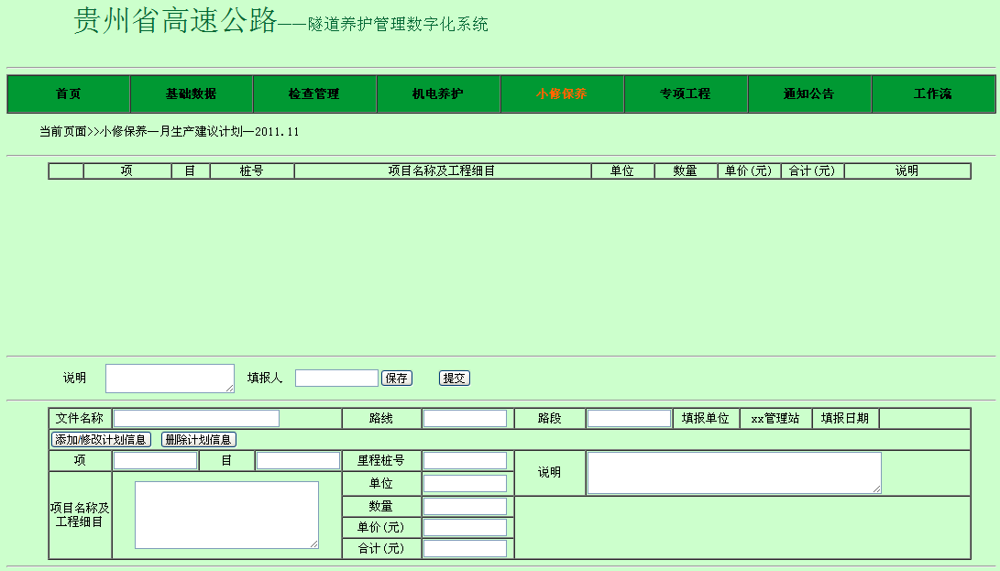 贵州省高速公路——隧道养护管理数字化系统
首页 基础数据 检查管理 机电养护 小修保养 专项工程 通知公告 工作流
当前页面>>小修保养—月生产建议计划—2011.11
项 目 桩号 项目名称及工程细目 单位 数量 单价(元) 合计(元) 说明
说明 填报人 保存 提交
文件名称 路线 路段 填报单位 xx管理站 填报日期
添加/修改计划信息 删除计划信息
项 目 里程桩号 说明
单位
项目名称及
工程细目
数量
单价(元)
合计(元)